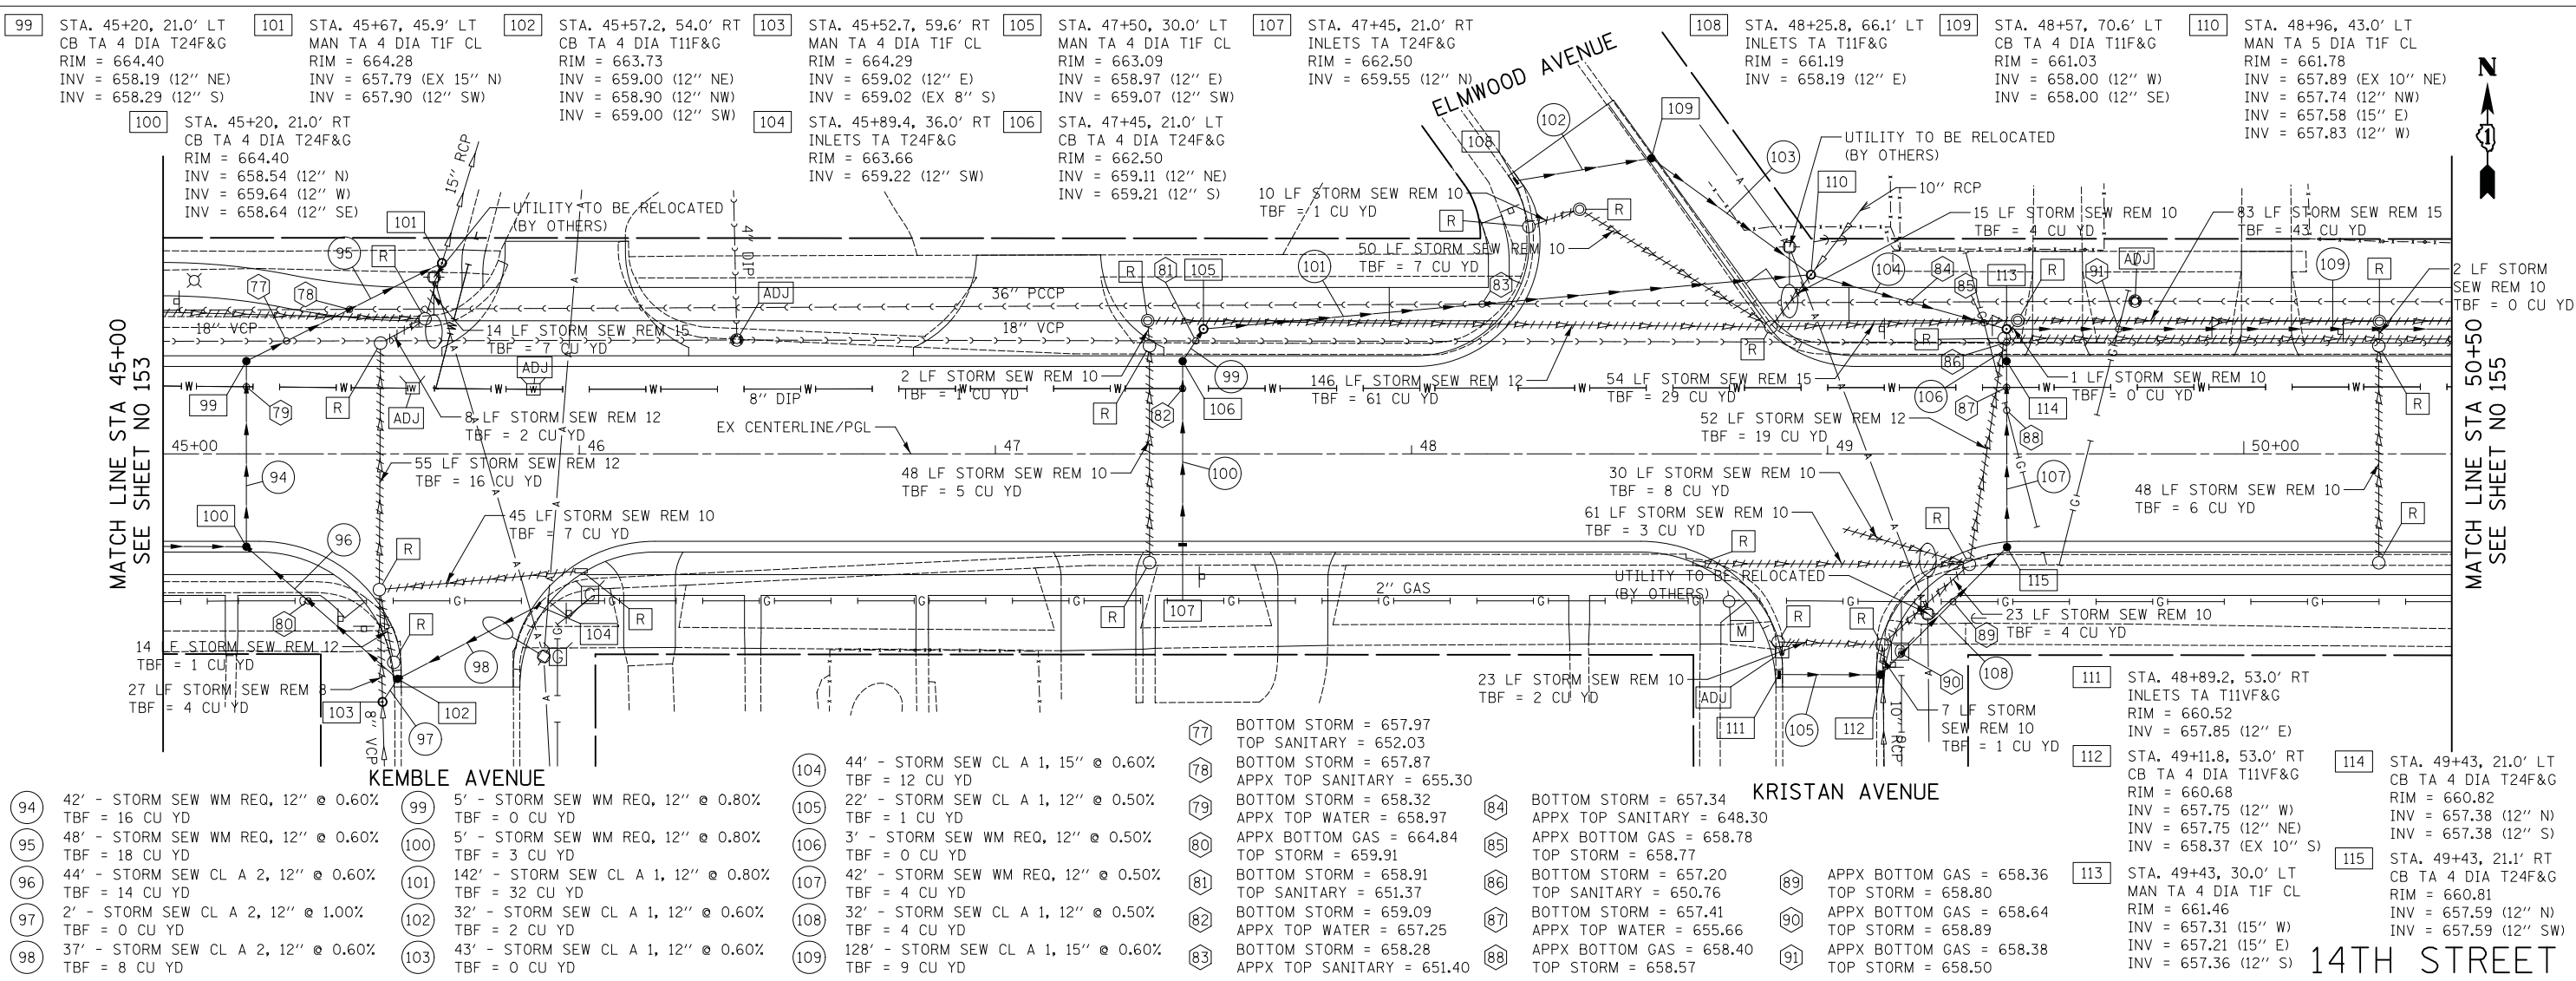 99 STA. 45+20, 21.0' LT
CB TA 4 DIA T24F&G
RIM = 664.40
INV = 658.19 (12" NE)
INV = 658.29 (12" S)
101 STA. 45+67, 45.9' LT
MAN TA 4 DIA T1F CL
RIM = 664.28
INV = 657.79 (EX 15" N)
INV = 657.90 (12" SW)
102 STA. 45+57.2, 54.0' RT
CB TA 4 DIA T11F&G
RIM = 663.73
INV = 659.00 (12" NE)
INV = 658.90 (12" NW)
INV = 659.00 (12" SW)
103 STA. 45+52.7, 59.6' RT
MAN TA 4 DIA T1F CL
RIM = 664.29
INV = 659.02 (12" E)
INV = 659.02 (EX 8" S)
105 STA. 47+50, 30.0' LT
MAN TA 4 DIA T1F CL
RIM = 663.09
INV = 658.97 (12" E)
INV = 659.07 (12" SW)
107 STA. 47+45, 21.0' RT
INLETS TA T24F&G
RIM = 662.50
INV = 659.55 (12" N)
108 STA. 48+25.8, 66.1' LT
INLETS TA T11F&G
RIM = 661.19
INV = 658.19 (12" E)
109 STA. 48+57, 70.6' LT
CB TA 4 DIA T11F&G
RIM = 661.03
INV = 658.00 (12" W)
INV = 658.00 (12" SE)
110 STA. 48+96, 43.0' LT
MAN TA 5 DIA T1F CL
RIM = 661.78
INV = 657.89 (EX 10" NE)
INV = 657.74 (12" NW)
INV = 657.58 (15" E)
INV = 657.83 (12" W)
100 STA. 45+20, 21.0' RT
CB TA 4 DIA T24F&G
RIM = 664.40
INV = 658.54 (12" N)
INV = 659.64 (12" W)
INV = 658.64 (12" SE)
104 STA. 45+89.4, 36.0' RT
INLETS TA T24F&G
RIM = 663.66
INV = 659.22 (12" SW)
106 STA. 47+45, 21.0' LT
CB TA 4 DIA T24F&G
RIM = 662.50
INV = 659.11 (12" NE)
INV = 659.21 (12" S)
N
1
ELMWOOD AVENUE
108
102
109
103
UTILITY TO BE RELOCATED
(BY OTHERS)
110
10" RCP
15" RCP
101
UTILITY TO BE RELOCATED
(BY OTHERS)
4" DIP
10 LF STORM SEW REM 10
TBF = 1 CU YD
R
R
15 LF STORM SEW REM 10
TBF = 4 CU YD
83 LF STORM SEW REM 15
TBF = 43 CU YD
95
R
50 LF STORM SEW REM 10
TBF = 7 CU YD
R
81
105
101
104
84
113
R
91
ADJ
109
R
2 LF STORM
SEW REM 10
TBF = 0 CU YD
77
78
ADJ
36" PCCP
83
85
18" VCP
18" VCP
14 LF STORM SEW REM 15
TBF = 7 CU YD
R
R
86
ADJ
2 LF STORM SEW REM 10
TBF = 1 CU YD
99
146 LF STORM SEW REM 12
TBF = 61 CU YD
54 LF STORM SEW REM 15
TBF = 29 CU YD
1 LF STORM SEW REM 10
TBF = 0 CU YD
99
79
R
ADJ
8" DIP
R
82
106
106
87
114
R
8 LF STORM SEW REM 12
TBF = 2 CU YD
EX CENTERLINE/PGL
52 LF STORM SEW REM 12
TBF = 19 CU YD
88
45+00
46
47
48
49
50+00
MATCH LINE STA 45+00
SEE SHEET NO 153
MATCH LINE STA 50+50
SEE SHEET NO 155
94
55 LF STORM SEW REM 12
TBF = 16 CU YD
48 LF STORM SEW REM 10
TBF = 5 CU YD
100
30 LF STORM SEW REM 10
TBF = 8 CU YD
107
48 LF STORM SEW REM 10
TBF = 6 CU YD
100
96
45 LF STORM SEW REM 10
TBF = 7 CU YD
61 LF STORM SEW REM 10
TBF = 3 CU YD
R
R
R
R
2" GAS
UTILITY TO BE RELOCATED
(BY OTHERS)
115
80
R
104
R
R
107
M
R
R
23 LF STORM SEW REM 10
TBF = 4 CU YD
89
14 LF STORM SEW REM 12
TBF = 1 CU YD
98
G
27 LF STORM SEW REM 8
TBF = 4 CU YD
23 LF STORM SEW REM 10
TBF = 2 CU YD
ADJ
90
108
103
8" VCP
102
97
111
105
112
10" RCP
7 LF STORM
SEW REM 10
TBF = 1 CU YD
KEMBLE AVENUE
KRISTAN AVENUE
94 42' - STORM SEW WM REQ, 12" @ 0.60%
TBF = 16 CU YD
95 48' - STORM SEW WM REQ, 12" @ 0.60%
TBF = 18 CU YD
96 44' - STORM SEW CL A 2, 12" @ 0.60%
TBF = 14 CU YD
97 2' - STORM SEW CL A 2, 12" @ 1.00%
TBF = 0 CU YD
98 37' - STORM SEW CL A 2, 12" @ 0.60%
TBF = 8 CU YD
99 5' - STORM SEW WM REQ, 12" @ 0.80%
TBF = 0 CU YD
100 5' - STORM SEW WM REQ, 12" @ 0.80%
TBF = 3 CU YD
101 142' - STORM SEW CL A 1, 12" @ 0.80%
TBF = 32 CU YD
102 32' - STORM SEW CL A 1, 12" @ 0.60%
TBF = 2 CU YD
103 43' - STORM SEW CL A 1, 12" @ 0.60%
TBF = 0 CU YD
104 44' - STORM SEW CL A 1, 15" @ 0.60%
TBF = 12 CU YD
105 22' - STORM SEW CL A 1, 12" @ 0.50%
TBF = 1 CU YD
106 3' - STORM SEW WM REQ, 12" @ 0.50%
TBF = 0 CU YD
107 42' - STORM SEW WM REQ, 12" @ 0.50%
TBF = 4 CU YD
108 32' - STORM SEW CL A 1, 12" @ 0.50%
TBF = 4 CU YD
109 128' - STORM SEW CL A 1, 15" @ 0.60%
TBF = 9 CU YD
77 BOTTOM STORM = 657.97
TOP SANITARY = 652.03
78 BOTTOM STORM = 657.87
APPX TOP SANITARY = 655.30
79 BOTTOM STORM = 658.32
APPX TOP WATER = 658.97
80 APPX BOTTOM GAS = 664.84
TOP STORM = 659.91
81 BOTTOM STORM = 658.91
TOP SANITARY = 651.37
82 BOTTOM STORM = 659.09
APPX TOP WATER = 657.25
83 BOTTOM STORM = 658.28
APPX TOP SANITARY = 651.40
84 BOTTOM STORM = 657.34
APPX TOP SANITARY = 648.30
85 APPX BOTTOM GAS = 658.78
TOP STORM = 658.77
86 BOTTOM STORM = 657.20
TOP SANITARY = 650.76
87 BOTTOM STORM = 657.41
APPX TOP WATER = 655.66
88 APPX BOTTOM GAS = 658.40
TOP STORM = 658.57
89 APPX BOTTOM GAS = 658.36
TOP STORM = 658.80
90 APPX BOTTOM GAS = 658.64
TOP STORM = 658.89
91 APPX BOTTOM GAS = 658.38
TOP STORM = 658.50
111 STA. 48+89.2, 53.0' RT
INLETS TA T11VF&G
RIM = 660.52
INV = 657.85 (12" E)
112 STA. 49+11.8, 53.0' RT
CB TA 4 DIA T11VF&G
RIM = 660.68
INV = 657.75 (12" W)
INV = 657.75 (12" NE)
INV = 658.37 (EX 10" S)
113 STA. 49+43, 30.0' LT
MAN TA 4 DIA T1F CL
RIM = 661.46
INV = 657.31 (15" W)
INV = 657.21 (15" E)
INV = 657.36 (12" S)
114 STA. 49+43, 21.0' LT
CB TA 4 DIA T24F&G
RIM = 660.82
INV = 657.38 (12" N)
INV = 657.38 (12" S)
115 STA. 49+43, 21.1' RT
CB TA 4 DIA T24F&G
RIM = 660.81
INV = 657.59 (12" N)
INV = 657.59 (12" SW)
14TH STREET